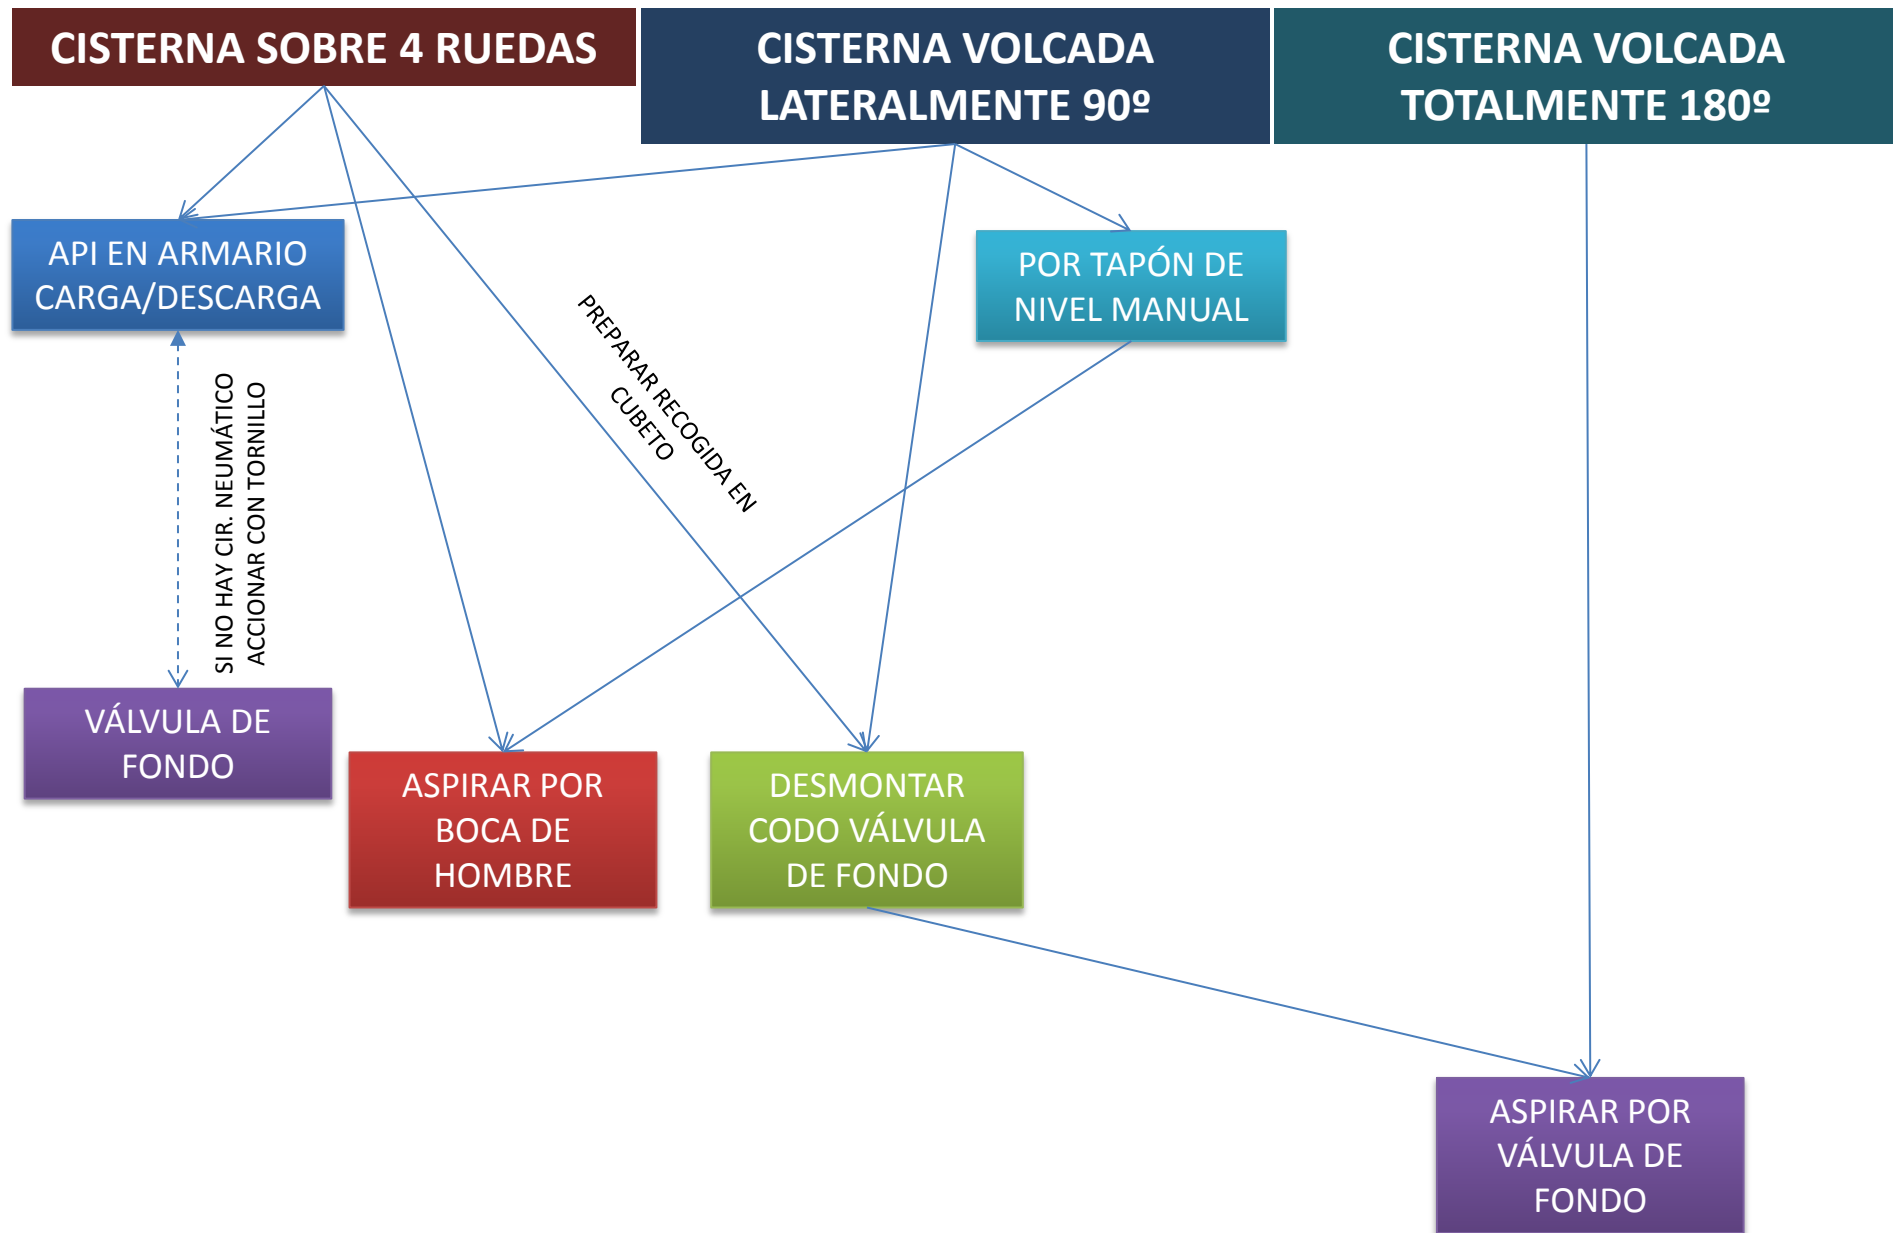 CISTERNA SOBRE 4 RUEDAS
CISTERNA VOLCADA
LATERALMENTE 90º
CISTERNA VOLCADA
TOTALMENTE 180º
API EN ARMARIO
CARGA/DESCARGA
POR TAPÓN DE
NIVEL MANUAL
PREPARAR RECOGIDA EN
CUBETO
SI NO HAY CIR. NEUMÁTICO
ACCIONAR CON TORNILLO
VÁLVULA DE
FONDO
ASPIRAR POR
BOCA DE
HOMBRE
DESMONTAR
CODO VÁLVULA
DE FONDO
ASPIRAR POR
VÁLVULA DE
FONDO